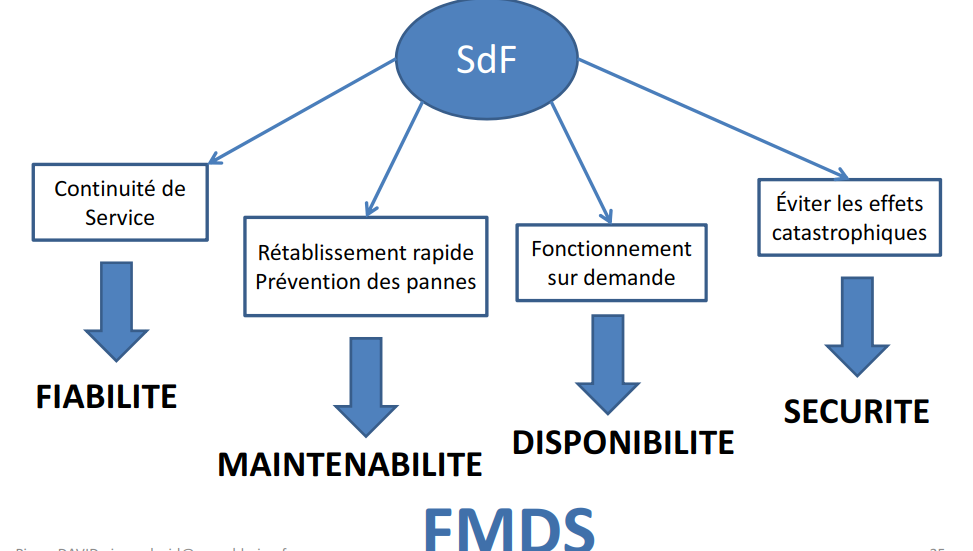 SdF
Continuité de
Service
Rétablissement rapide
Prévention des pannes
Fonctionnement
sur demande
Éviter les effets
catastrophiques
FIABILITE
MAINTENABILITE
DISPONIBILITE
SECURITE
FMDS